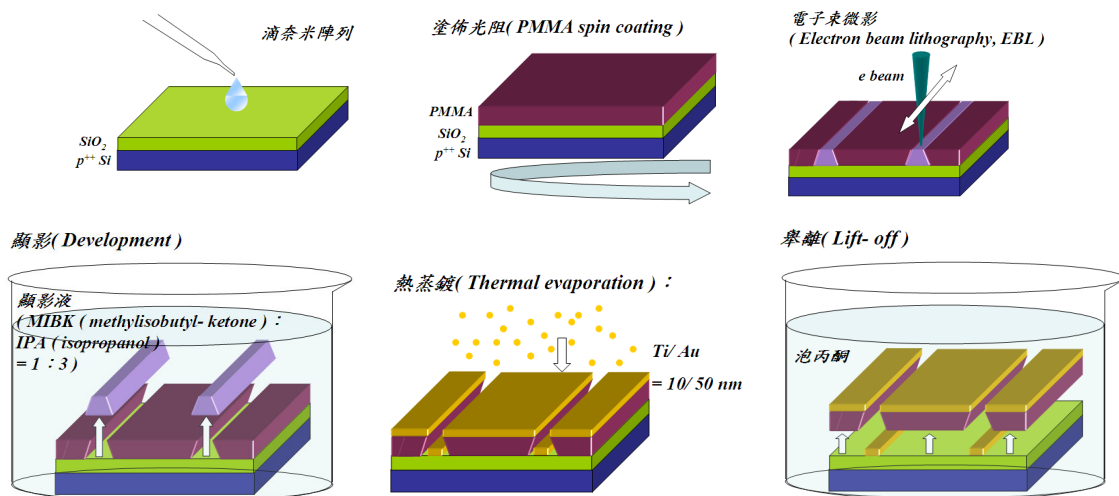 滴奈米陣列
SiO2
p++ Si
塗佈光阻( PMMA spin coating )
PMMA
SiO2
p++ Si
電子束微影
( Electron beam lithography, EBL )
e beam
顯影( Development )
顯影液
( MIBK ( methylisobutyl- ketone )：
IPA ( isopropanol )
= 1：3 )
熱蒸鍍( Thermal evaporation )：
Ti/ Au
= 10/ 50 nm
舉離( Lift- off )
泡丙酮